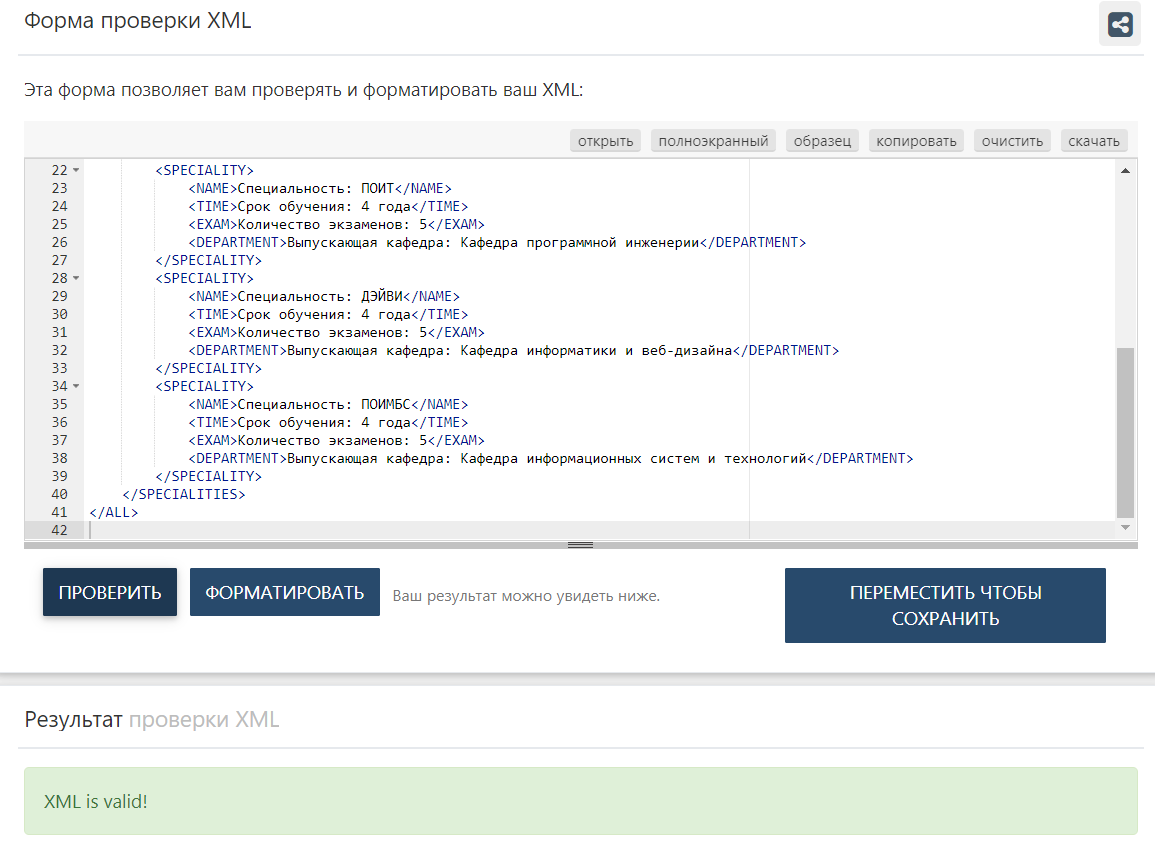 Форма проверки XML
Эта форма позволяет вам проверять и форматировать ваш XML:
открыть полноэкранный образец копировать очистить скачать
22 <SPECIALITY>
23 <NAME>Специальность: ПОИТ</NAME>
24 <TIME>Срок обучения: 4 года</TIME>
25 <EXAM>Количество экзаменов: 5</EXAM>
26 <DEPARTMENT>Выпускающая кафедра: Кафедра программной инженерии</DEPARTMENT>
27 </SPECIALITY>
28 <SPECIALITY>
29 <NAME>Специальность: ДЭЙВИ</NAME>
30 <TIME>Срок обучения: 4 года</TIME>
31 <EXAM>Количество экзаменов: 5</EXAM>
32 <DEPARTMENT>Выпускающая кафедра: Кафедра информатики и веб-дизайна</DEPARTMENT>
33 </SPECIALITY>
34 <SPECIALITY>
35 <NAME>Специальность: ПОИМБС</NAME>
36 <TIME>Срок обучения: 4 года</TIME>
37 <EXAM>Количество экзаменов: 5</EXAM>
38 <DEPARTMENT>Выпускающая кафедра: Кафедра информационных систем и технологий</DEPARTMENT>
39 </SPECIALITY>
40 </SPECIALITIES>
41 </ALL>
42
ПРОВЕРИТЬ ФОРМАТИРОВАТЬ Ваш результат можно увидеть ниже. ПЕРЕМЕСТИТЬ ЧТОБЫ
СОХРАНИТЬ
Результат проверки XML
XML is valid!